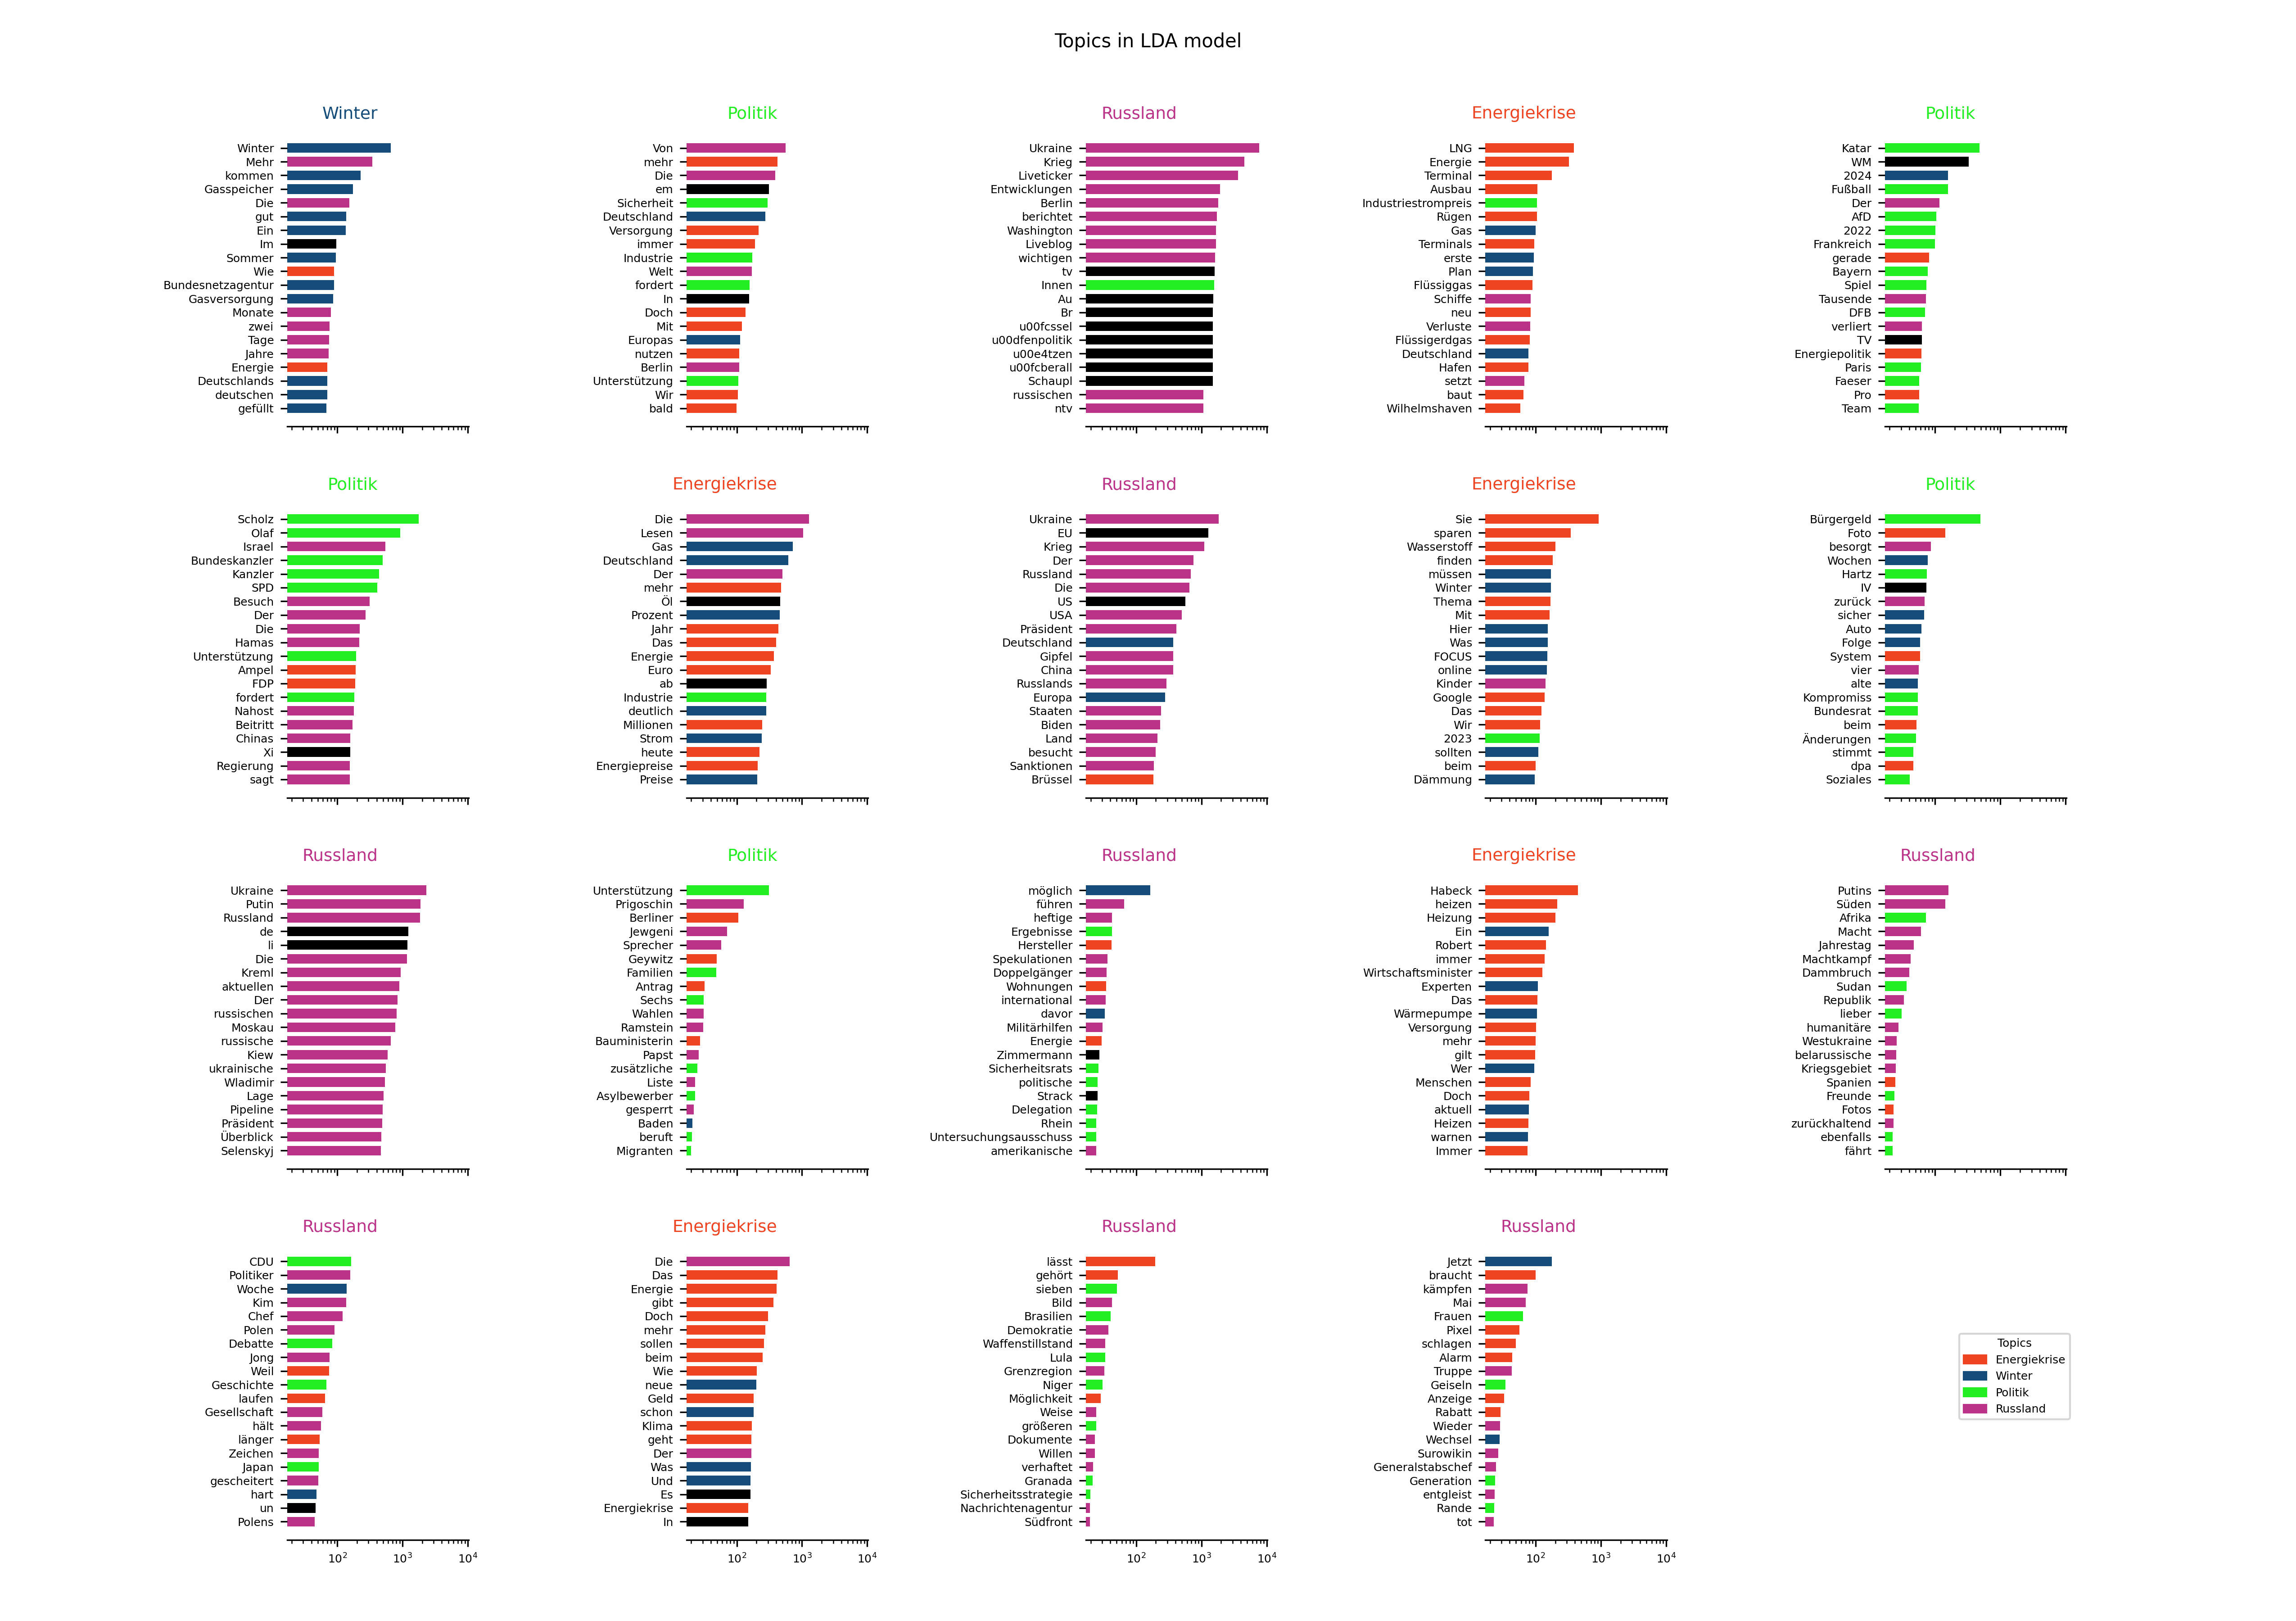 Topics in LDA model
Winter
Winter
Mehr
kommen
Gasspeicher
Die
gut
Ein
Im
Sommer
Wie
Bundesnetzagentur
Gasversorgung
Monate
zwei
Tage
Jahre
Energie
Deutschlands
deutschen
gefüllt
Politik
Von
mehr
Die
em
Sicherheit
Deutschland
Versorgung
immer
Industrie
Welt
fordert
In
Doch
Mit
Europas
nutzen
Berlin
Unterstützung
Wir
bald
Russland
Ukraine
Krieg
Liveticker
Entwicklungen
Berlin
berichtet
Washington
Liveblog
wichtigen
tv
Innen
Au
Br
u00fcssel
u00dfenpolitik
u00e4tzen
u00fcberall
Schaupl
russischen
ntv
Energiekrise
LNG
Energie
Terminal
Ausbau
Industriestrompreis
Rügen
Gas
Terminals
erste
Plan
Flüssiggas
Schiffe
neu
Verluste
Flüssigerdgas
Deutschland
Hafen
setzt
baut
Wilhelmshaven
Politik
Katar
WM
2024
Fußball
Der
AfD
2022
Frankreich
gerade
Bayern
Spiel
Tausende
DFB
verliert
TV
Energiepolitik
Paris
Faeser
Pro
Team
Politik
Scholz
Olaf
Israel
Bundeskanzler
Kanzler
SPD
Besuch
Der
Die
Hamas
Unterstützung
Ampel
FDP
fordert
Nahost
Beitritt
Chinas
Xi
Regierung
sagt
Energiekrise
Die
Lesen
Gas
Deutschland
Der
mehr
Öl
Prozent
Jahr
Das
Energie
Euro
ab
Industrie
deutlich
Millionen
Strom
heute
Energiepreise
Preise
Russland
Ukraine
EU
Krieg
Der
Russland
Die
US
USA
Präsident
Deutschland
Gipfel
China
Russlands
Europa
Staaten
Biden
Land
besucht
Sanktionen
Brüssel
Energiekrise
Sie
sparen
Wasserstoff
finden
müssen
Winter
Thema
Mit
Hier
Was
FOCUS
online
Kinder
Google
Das
Wir
2023
sollten
beim
Dämmung
Politik
Bürgergeld
Foto
besorgt
Wochen
Hartz
IV
zurück
sicher
Auto
Folge
System
vier
alte
Kompromiss
Bundesrat
beim
Änderungen
stimmt
dpa
Soziales
Russland
Ukraine
Putin
Russland
de
li
Die
Kreml
aktuellen
Der
russischen
Moskau
russische
Kiew
ukrainische
Wladimir
Lage
Pipeline
Präsident
Überblick
Selenskyj
Politik
Unterstützung
Prigoschin
Berliner
Jewgeni
Sprecher
Geywitz
Familien
Antrag
Sechs
Wahlen
Ramstein
Bauministerin
Papst
zusätzliche
Liste
Asylbewerber
gesperrt
Baden
beruft
Migranten
Russland
möglich
führen
heftige
Ergebnisse
Hersteller
Spekulationen
Doppelgänger
Wohnungen
international
davor
Militärhilfen
Energie
Zimmermann
Sicherheitsrats
politische
Strack
Delegation
Rhein
Untersuchungsausschuss
amerikanische
Energiekrise
Habeck
heizen
Heizung
Ein
Robert
immer
Wirtschaftsminister
Experten
Das
Wärmepumpe
Versorgung
mehr
gilt
Wer
Menschen
Doch
aktuell
Heizen
warnen
Immer
Russland
Putins
Süden
Afrika
Macht
Jahrestag
Machtkampf
Dammbruch
Sudan
Republik
lieber
humanitäre
Westukraine
belarussische
Kriegsgebiet
Spanien
Freunde
Fotos
zurückhaltend
ebenfalls
fährt
Russland
CDU
Politiker
Woche
Kim
Chef
Polen
Debatte
Jong
Weil
Geschichte
laufen
Gesellschaft
hält
länger
Zeichen
Japan
gescheitert
hart
un
Polens
10² 10³ 10⁴
Energiekrise
Die
Das
Energie
gibt
Doch
mehr
sollen
beim
Wie
neue
Geld
schon
Klima
geht
Der
Was
Und
Es
Energiekrise
In
10² 10³ 10⁴
Russland
lässt
gehört
sieben
Bild
Brasilien
Demokratie
Waffenstillstand
Lula
Grenzregion
Niger
Möglichkeit
Weise
größeren
Dokumente
Willen
verhaftet
Granada
Sicherheitsstrategie
Nachrichtenagentur
Südfront
10² 10³ 10⁴
Russland
Jetzt
braucht
kämpfen
Mai
Frauen
Pixel
schlagen
Alarm
Truppe
Geiseln
Anzeige
Rabatt
Wieder
Wechsel
Surowikin
Generalstabschef
Generation
entgleist
Rande
tot
10² 10³ 10⁴
Topics
Energiekrise
Winter
Politik
Russland